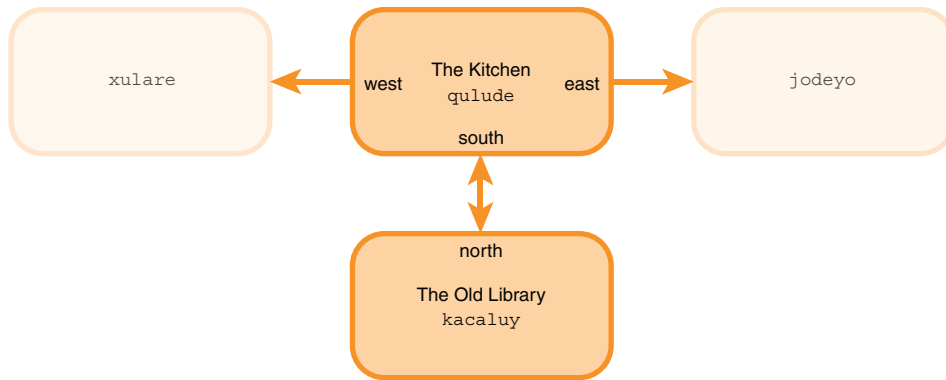 xulare
west
The Kitchen
qulude
east
south
jodeyo
north
The Old Library
kacaluy